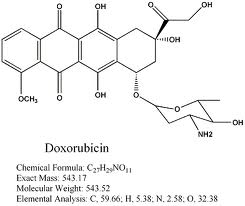 O OH O OH
OH
O
OCH₃ O OH O
O
OH
NH2
Doxorubicin
Chemical Formula: C₂₇H₂₉NO₁₁
Exact Mass: 543.17
Molecular Weight: 543.52
Elemental Analysis: C, 59.66; H, 5.38; N, 2.58; O, 32.38